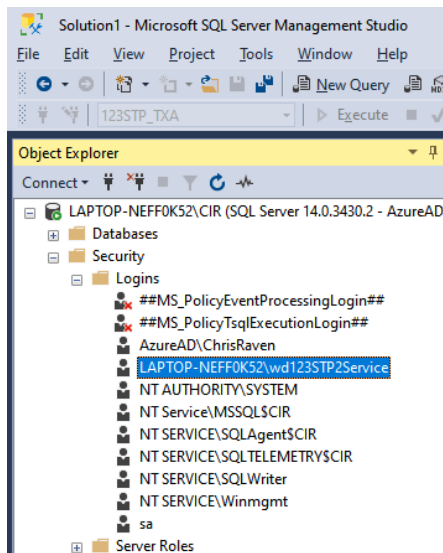 Solution1 - Microsoft SQL Server Management Studio
File Edit View Project Tools Window Help
New Query
123STP_TXA Execute
Object Explorer
Connect
LAPTOP-NEFF0K52\CIR (SQL Server 14.0.3430.2 - AzureAD
Databases
Security
Logins
##MS_PolicyEventProcessingLogin##
##MS_PolicyTsqlExecutionLogin##
AzureAD\ChrisRaven
LAPTOP-NEFF0K52\wd123STP2Service
NT AUTHORITY\SYSTEM
NT Service\MSSQL$CIR
NT SERVICE\SQLAgent$CIR
NT SERVICE\SQLTELEMETRY$CIR
NT SERVICE\SQLWriter
NT SERVICE\Winmgmt
sa
Server Roles